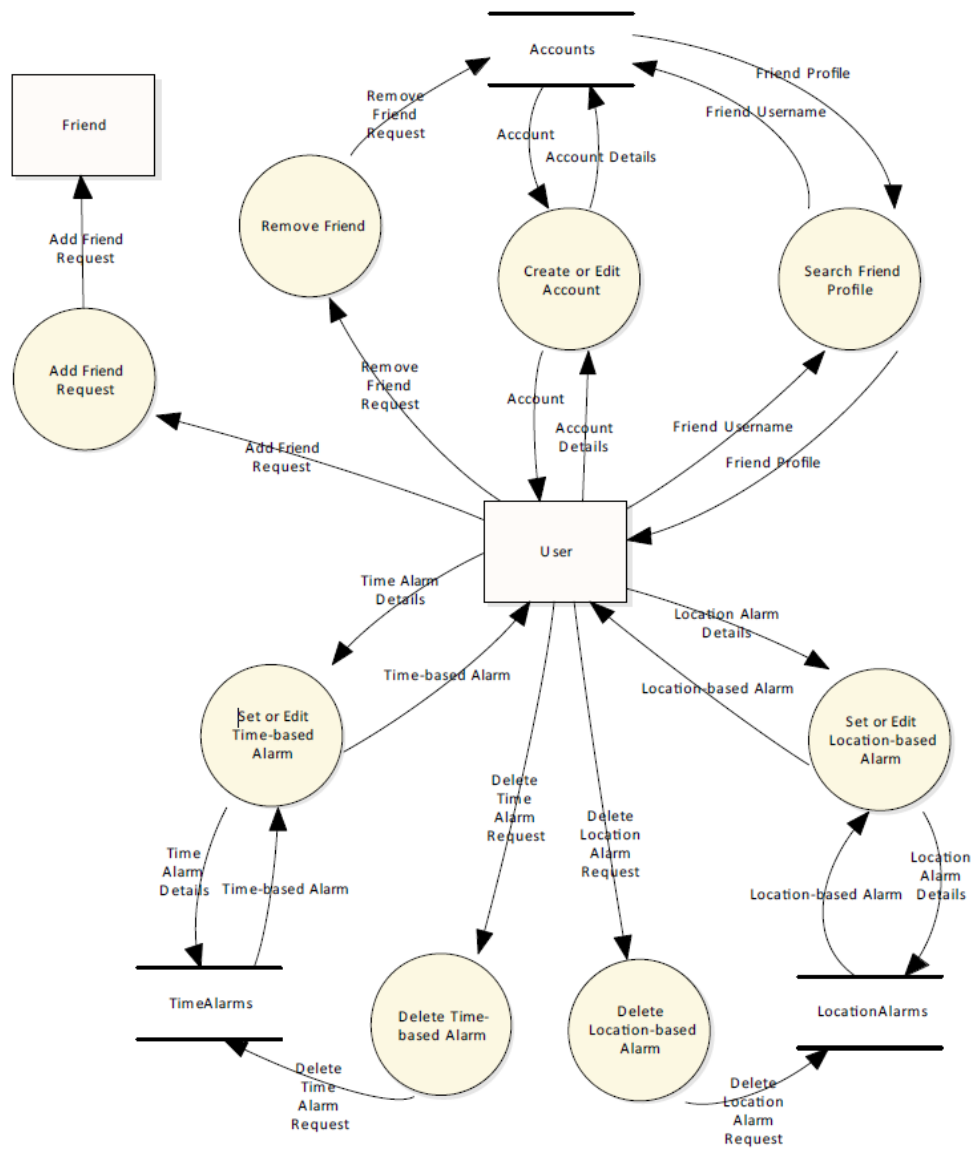 Accounts
Friend Profile
Friend Username
Remove
Friend
Request
Friend
Account
Account Details
Remove Friend
Create or Edit
Account
Search Friend
Profile
Add Friend
Request
Add Friend
Request
Remove
Friend
Request
Account
Account
Details
Friend Username
Friend Profile
Add Friend
Request
User
Time Alarm
Details
Location Alarm
Details
Time-based Alarm
Location-based Alarm
Set or Edit
Time-based
Alarm
Set or Edit
Location-based
Alarm
Delete
Time
Alarm
Request
Delete
Location
Alarm
Request
Time
Alarm
Details
Time-based Alarm
Location-based Alarm
Location
Alarm
Details
TimeAlarms
Delete Time-
based Alarm
Delete
Location-based
Alarm
LocationAlarms
Delete
Time
Alarm
Request
Delete
Location
Alarm
Request